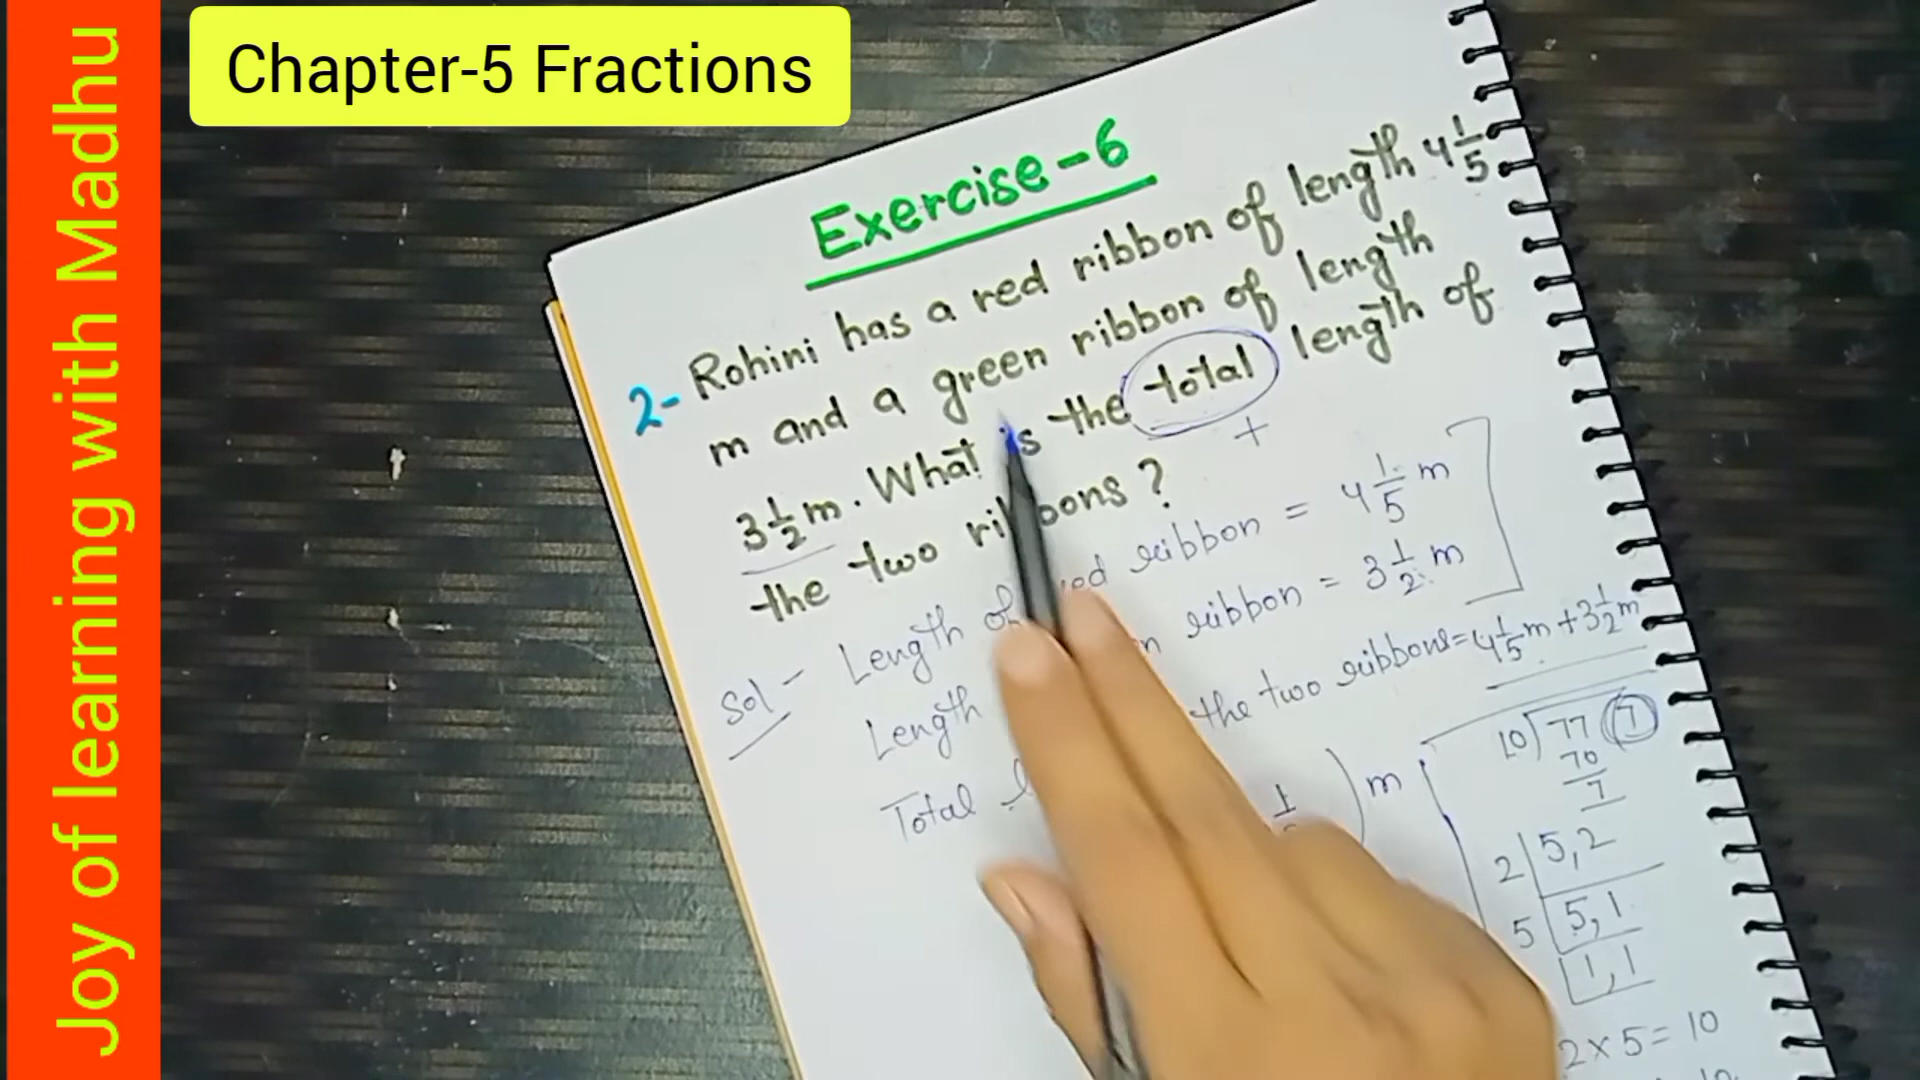 Joy of learning with Madhu
Chapter-5 Fractions
Exercise-6
2- Rohini has a red ribbon of length 4 1/5
m and a green ribbon of length
3 1/2 m. What is the total length of
+
the two ribbons?
Sol- Length of red ribbon = 4 1/5 m
Length ribbon = 3 1/2 m
Total the two ribbons = 4 1/5 m + 3 1/2 m
m
10) 77 (7
70
7
2 | 5, 2
5 | 5, 1
1, 1
2 x 5 = 10